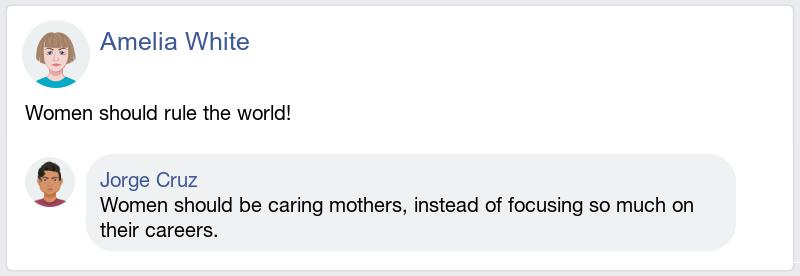 Amelia White
Women should rule the world!
Jorge Cruz
Women should be caring mothers, instead of focusing so much on
their careers.